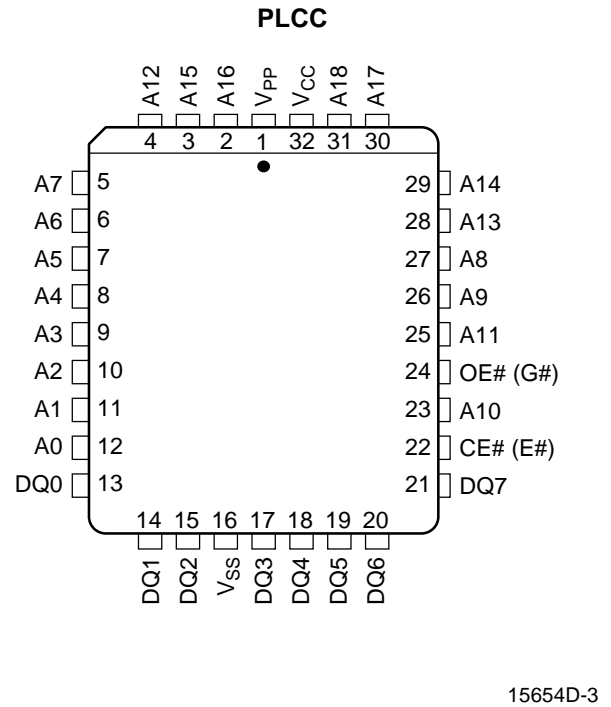 PLCC
A12 A15 A16 VPP VCC A18 A17
4 3 2 1 32 31 30
A7 5 29 A14
A6 6 28 A13
A5 7 27 A8
A4 8 26 A9
A3 9 25 A11
A2 10 24 OE# (G#)
A1 11 23 A10
A0 12 22 CE# (E#)
DQ0 13 21 DQ7
14 15 16 17 18 19 20
DQ1 DQ2 VSS DQ3 DQ4 DQ5 DQ6
15654D-3